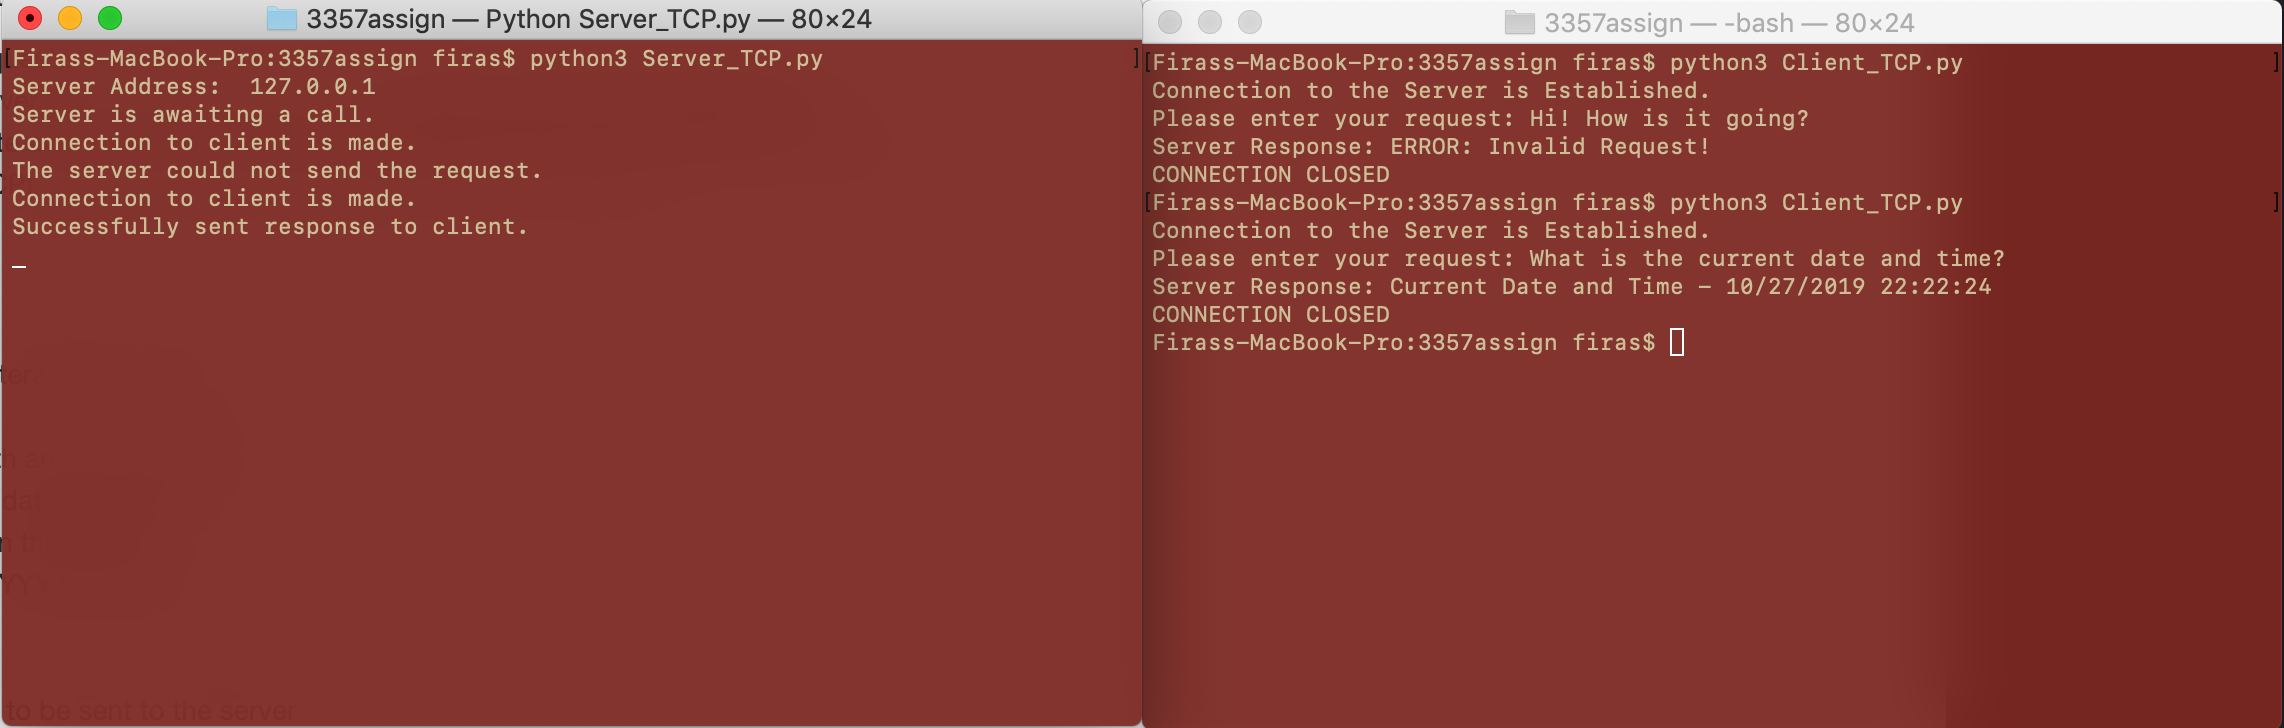 3357assign — Python Server_TCP.py — 80×24
[Firass-MacBook-Pro:3357assign firas$ python3 Server_TCP.py ]
Server Address:  127.0.0.1
Server is awaiting a call.
Connection to client is made.
The server could not send the request.
Connection to client is made.
Successfully sent response to client.
to be sent to the server
3357assign — -bash — 80×24
[Firass-MacBook-Pro:3357assign firas$ python3 Client_TCP.py ]
Connection to the Server is Established.
Please enter your request: Hi! How is it going?
Server Response: ERROR: Invalid Request!
CONNECTION CLOSED
[Firass-MacBook-Pro:3357assign firas$ python3 Client_TCP.py ]
Connection to the Server is Established.
Please enter your request: What is the current date and time?
Server Response: Current Date and Time - 10/27/2019 22:22:24
CONNECTION CLOSED
Firass-MacBook-Pro:3357assign firas$